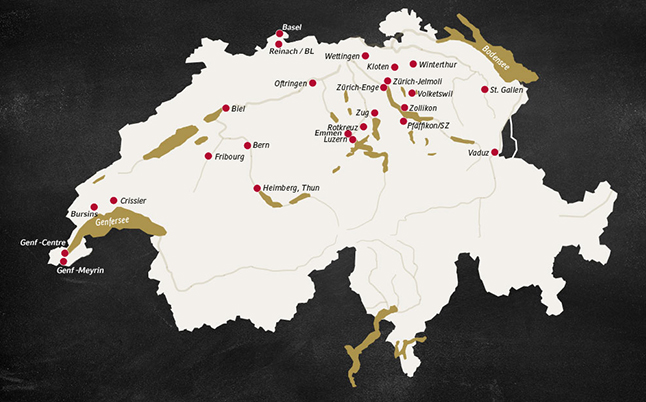 Basel
Reinach / BL
Bodensee
Wettingen
Kloten
Winterthur
Oftringen
Zürich-Jelmoli
Zürich-Enge
Volketswil
St. Gallen
Biel
Zug
Zollikon
Rotkreuz
Pfäffikon/SZ
Emmen
Luzern
Bern
Fribourg
Vaduz
Heimberg, Thun
Crissier
Bursins
Genfersee
Genf -Centre
Genf -Meyrin